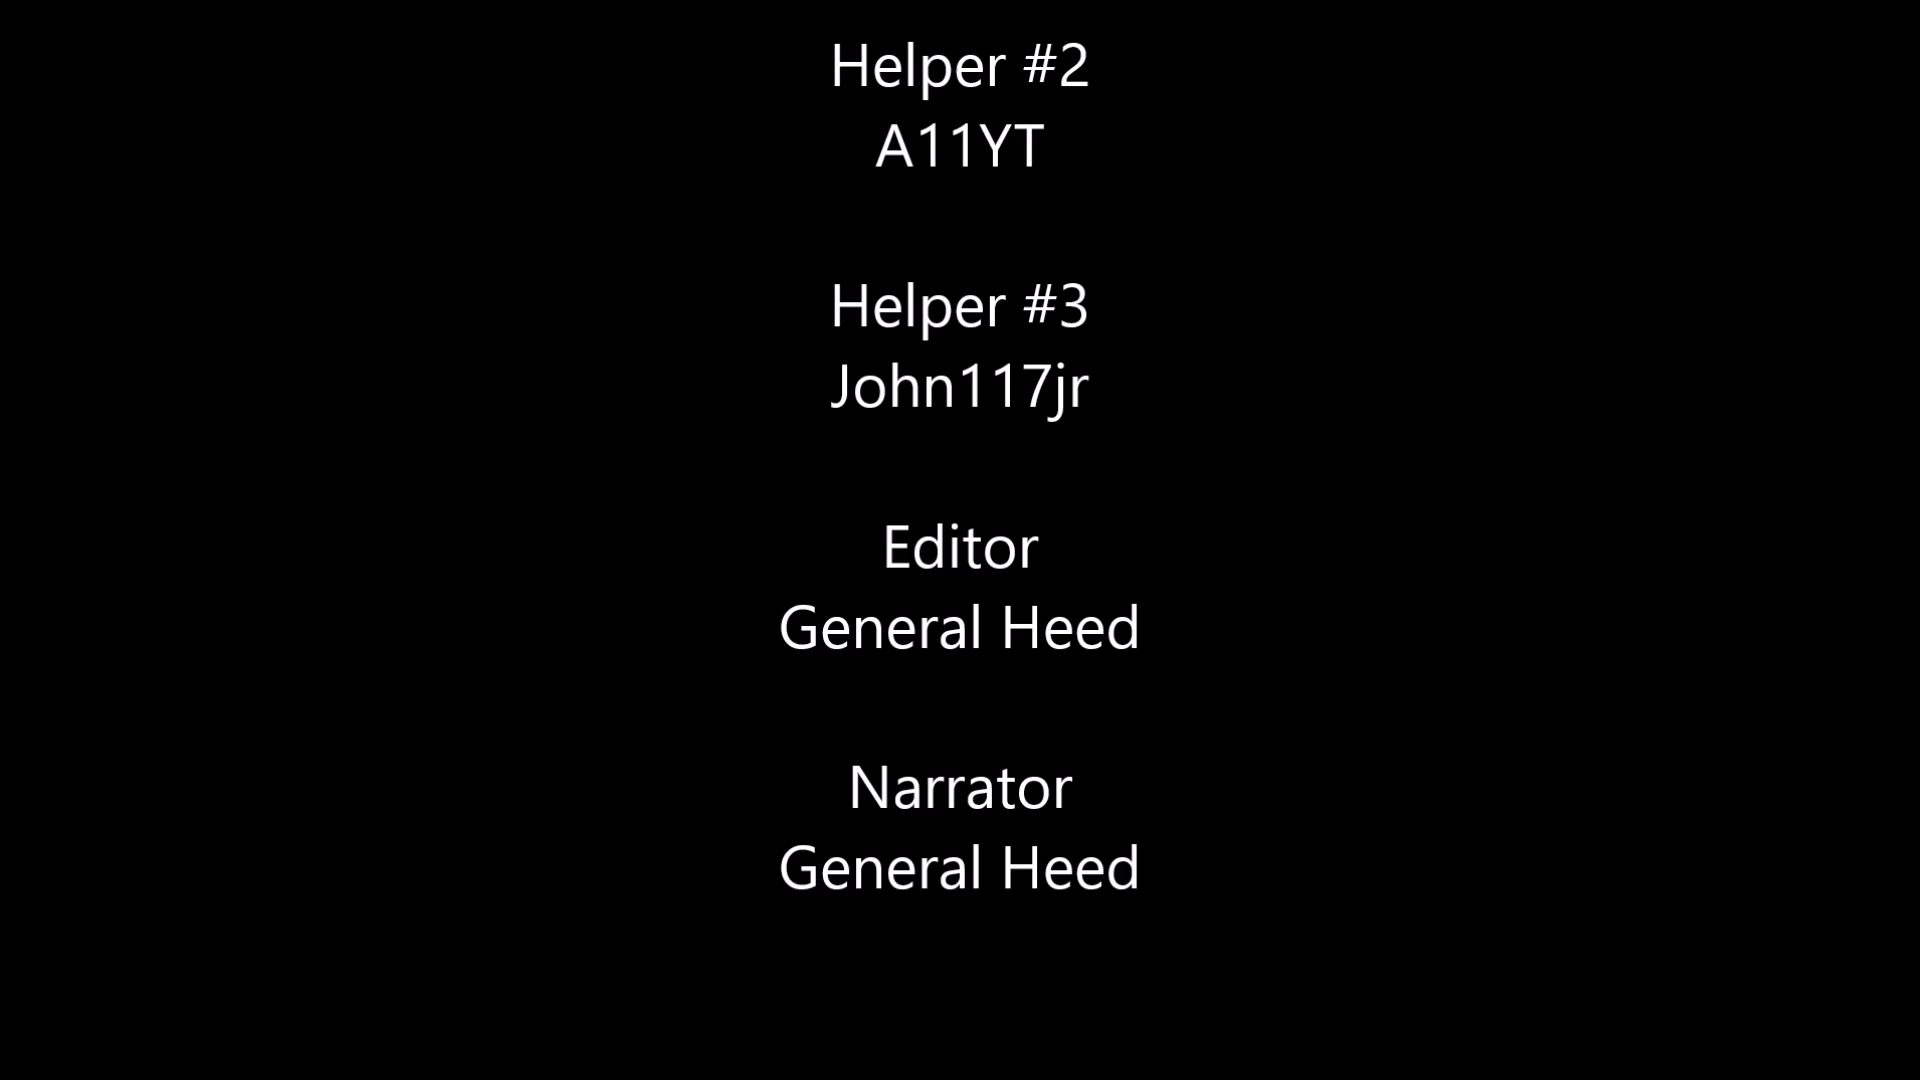 Helper #2
A11YT
Helper #3
John117jr
Editor
General Heed
Narrator
General Heed